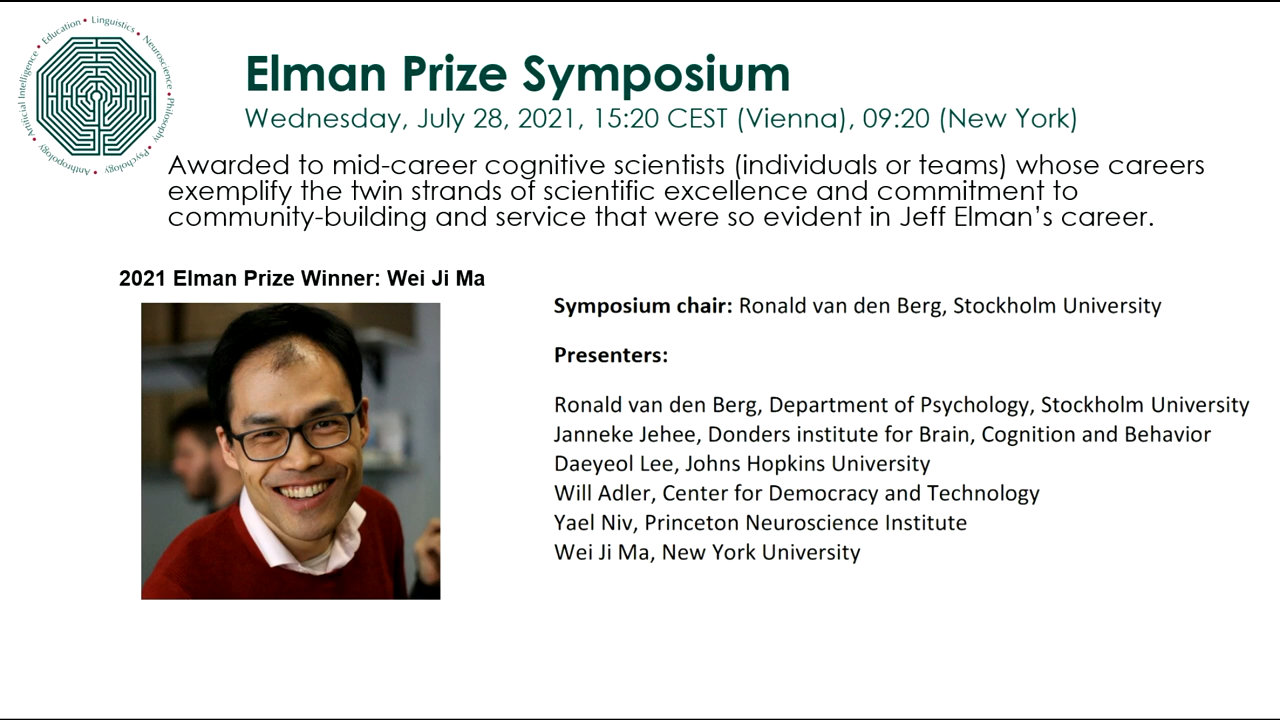 Artificial Intelligence • Education • Linguistics • Neuroscience • Philosophy • Psychology • Anthropology •
Elman Prize Symposium
Wednesday, July 28, 2021, 15:20 CEST (Vienna), 09:20 (New York)
Awarded to mid-career cognitive scientists (individuals or teams) whose careers
exemplify the twin strands of scientific excellence and commitment to
community-building and service that were so evident in Jeff Elman’s career.
2021 Elman Prize Winner: Wei Ji Ma
Symposium chair: Ronald van den Berg, Stockholm University
Presenters:
Ronald van den Berg, Department of Psychology, Stockholm University
Janneke Jehee, Donders institute for Brain, Cognition and Behavior
Daeyeol Lee, Johns Hopkins University
Will Adler, Center for Democracy and Technology
Yael Niv, Princeton Neuroscience Institute
Wei Ji Ma, New York University